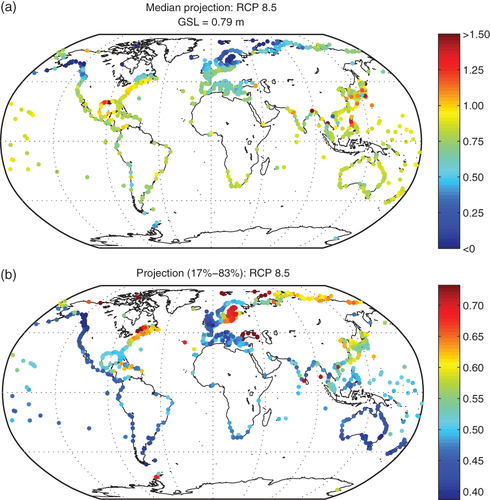 (a)
Median projection: RCP 8.5
GSL = 0.79 m
>1.50
1.25
1.00
0.75
0.50
0.25
<0
(b)
Projection (17%−83%): RCP 8.5
0.70
0.65
0.60
0.55
0.50
0.45
0.40